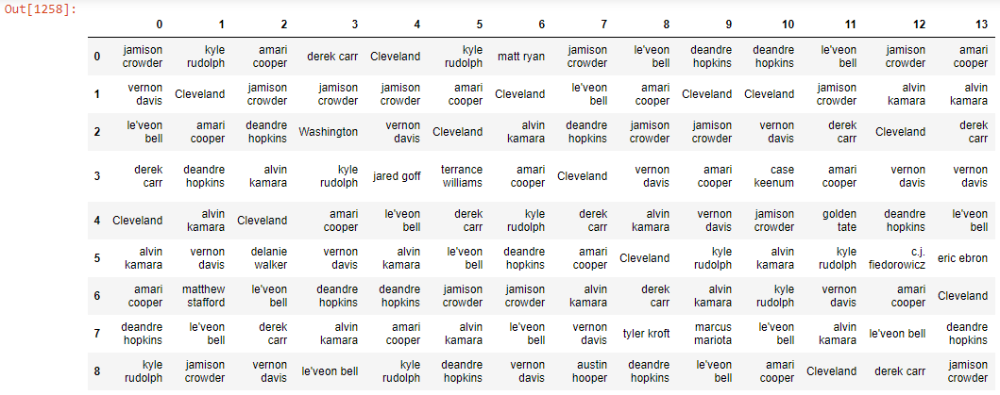 Out[1258]:
0 1 2 3 4 5 6 7 8 9 10 11 12 13
0 jamison crowder kyle rudolph amari cooper derek carr Cleveland kyle rudolph matt ryan jamison crowder le'veon bell deandre hopkins deandre hopkins le'veon bell jamison crowder amari cooper
1 vernon davis Cleveland jamison crowder jamison crowder jamison crowder amari cooper Cleveland le'veon bell amari cooper Cleveland Cleveland jamison crowder alvin kamara alvin kamara
2 le'veon bell amari cooper deandre hopkins Washington vernon davis Cleveland alvin kamara deandre hopkins jamison crowder jamison crowder vernon davis derek carr Cleveland derek carr
3 derek carr deandre hopkins alvin kamara kyle rudolph jared goff terrance williams amari cooper Cleveland vernon davis amari cooper case keenum amari cooper vernon davis vernon davis
4 Cleveland alvin kamara Cleveland amari cooper le'veon bell derek carr kyle rudolph derek carr alvin kamara vernon davis jamison crowder golden tate deandre hopkins le'veon bell
5 alvin kamara vernon davis delanie walker vernon davis alvin kamara le'veon bell deandre hopkins amari cooper Cleveland kyle rudolph alvin kamara kyle rudolph c.j. fiedorowicz eric ebron
6 amari cooper matthew stafford le'veon bell deandre hopkins deandre hopkins jamison crowder jamison crowder alvin kamara derek carr alvin kamara kyle rudolph vernon davis amari cooper Cleveland
7 deandre hopkins le'veon bell derek carr alvin kamara amari cooper alvin kamara le'veon bell vernon davis tyler kroft marcus mariota le'veon bell alvin kamara le'veon bell deandre hopkins
8 kyle rudolph jamison crowder vernon davis le'veon bell kyle rudolph deandre hopkins vernon davis austin hooper deandre hopkins le'veon bell amari cooper Cleveland derek carr jamison crowder